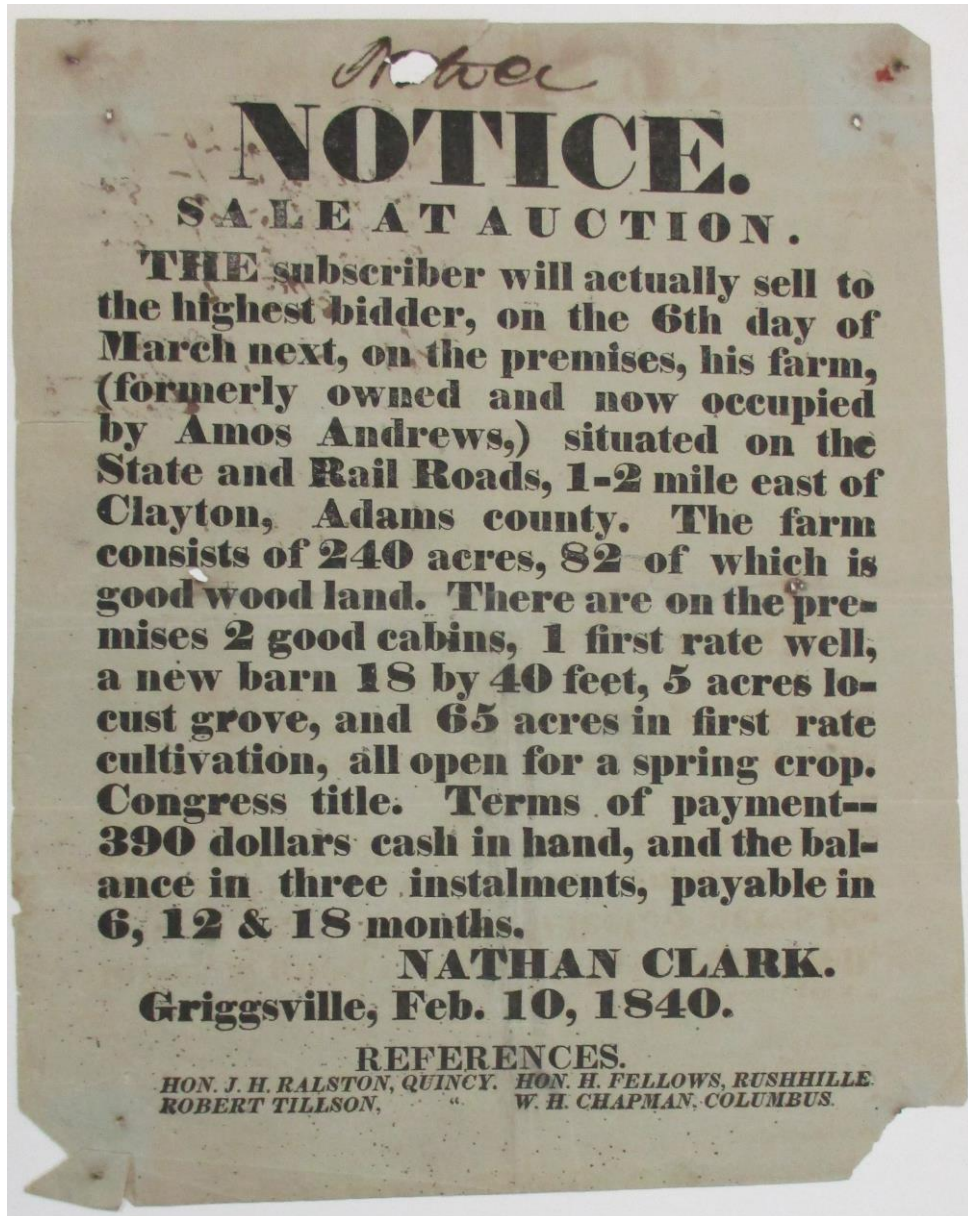 NOTICE.
SALE AT AUCTION.
THE subscriber will actually sell to
the highest bidder, on the 6th day of
March next, on the premises, his farm,
(formerly owned and now occupied
by Amos Andrews,) situated on the
State and Rail Roads, 1-2 mile east of
Clayton, Adams county. The farm
consists of 240 acres, 82 of which is
good wood land. There are on the pre-
mises 2 good cabins, 1 first rate well,
a new barn 18 by 40 feet, 5 acres lo-
cust grove, and 65 acres in first rate
cultivation, all open for a spring crop.
Congress title. Terms of payment--
390 dollars cash in hand, and the bal-
ance in three instalments, payable in
6, 12 & 18 months.
NATHAN CLARK.
Griggsville, Feb. 10, 1840.
REFERENCES.
HON. J. H. RALSTON, QUINCY. HON. H. FELLOWS, RUSHHILLE.
ROBERT TILLSON, " W. H. CHAPMAN, COLUMBUS.